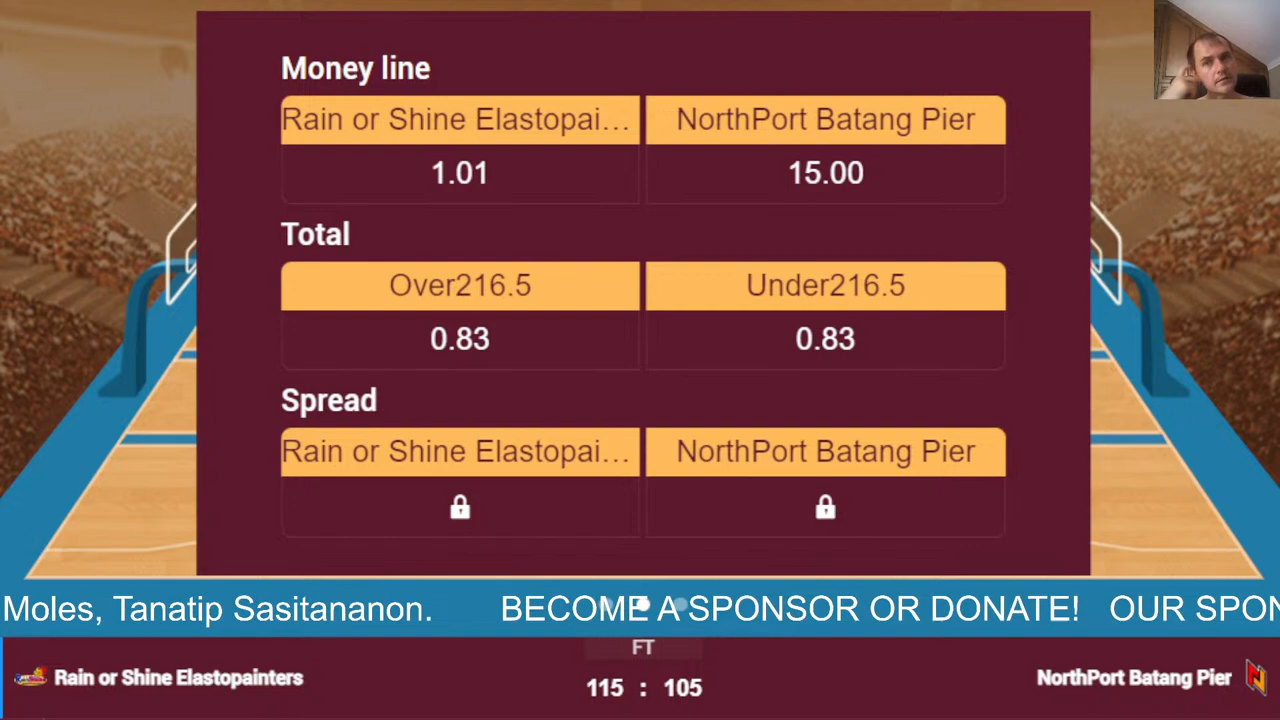 Money line
Rain or Shine Elastopai... NorthPort Batang Pier
1.01 15.00
Total
Over216.5 Under216.5
0.83 0.83
Spread
Rain or Shine Elastopai... NorthPort Batang Pier
Moles, Tanatip Sasitananon. BECOME A SPONSOR OR DONATE! OUR SPON
FT
Rain or Shine Elastopainters 115 : 105 NorthPort Batang Pier